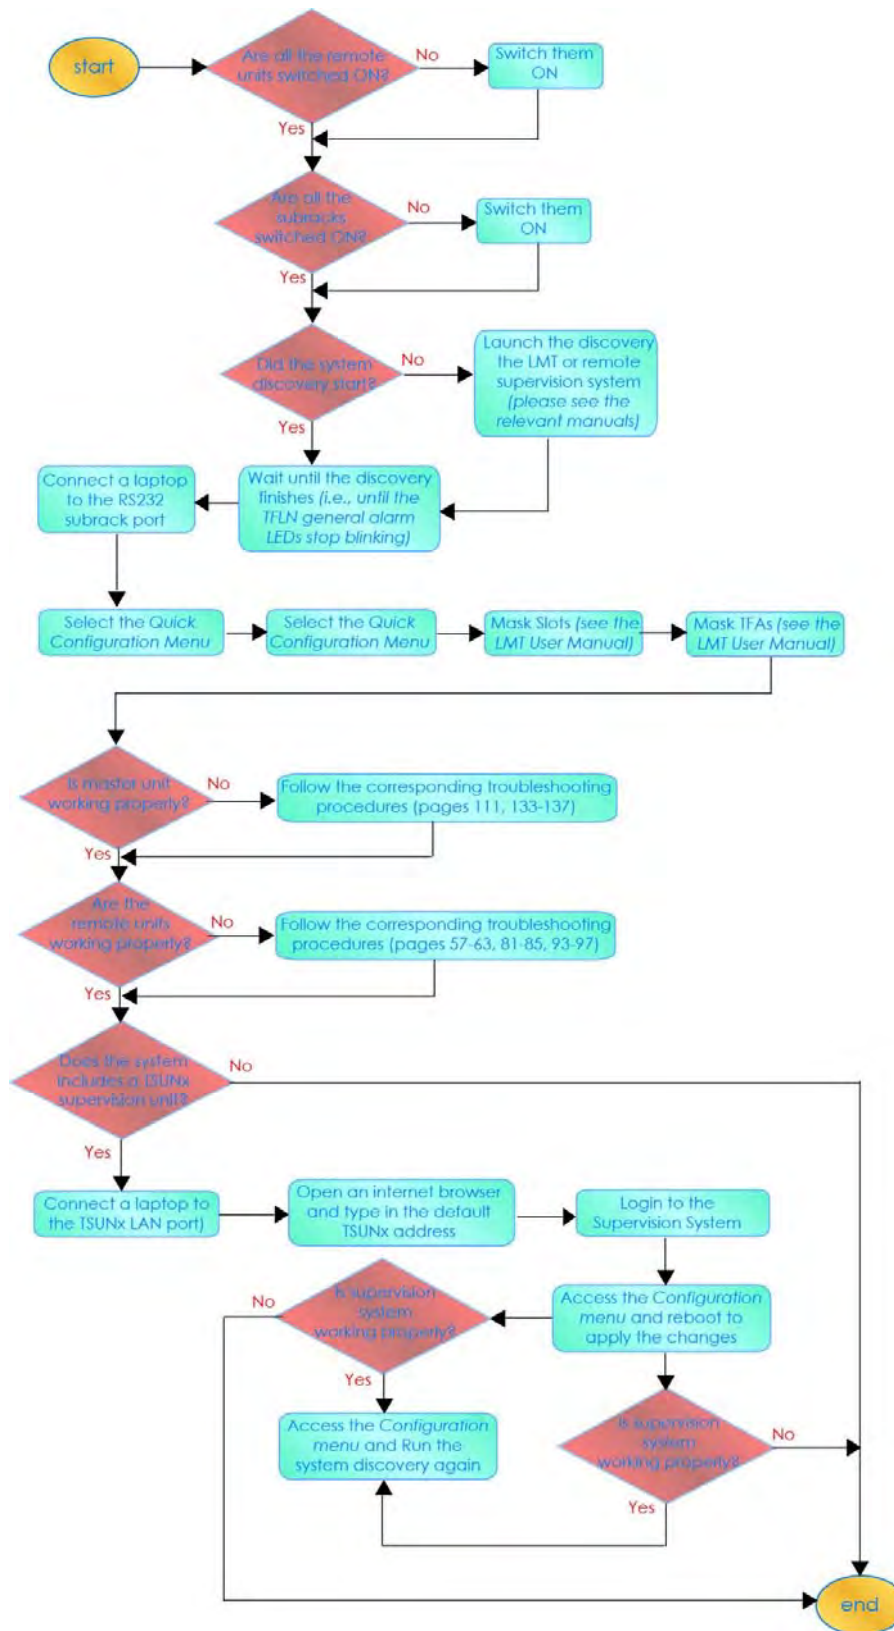 start
Are all the remote
units switched ON?
No
Switch them
ON
Yes
Are all the
subracks
switched ON?
No
Switch them
ON
Yes
Did the system
discovery start?
No
Launch the discovery
the LMT or remote
supervision system
(please see the
relevant manuals)
Yes
Wait until the discovery
finishes (i.e., until the
TFLN general alarm
LEDs stop blinking)
Connect a laptop
to the RS232
subrack port
Select the Quick
Configuration Menu
Select the Quick
Configuration Menu
Mask Slots (see the
LMT User Manual)
Mask TFAs (see the
LMT User Manual)
Is master unit
working properly?
No
Follow the corresponding troubleshooting
procedures (pages 111, 133-137)
Yes
Are the
remote units
working properly?
No
Follow the corresponding troubleshooting
procedures (pages 57-63, 81-85, 93-97)
Yes
Does the system
includes a TSUNx
supervision unit?
No
Yes
Connect a laptop to
the TSUNx LAN port)
Open an internet browser
and type in the default
TSUNx address
Login to the
Supervision System
Access the Configuration
menu and reboot to
apply the changes
Is supervision
system
working properly?
No
Yes
Access the Configuration
menu and Run the
system discovery again
Is supervision
system
working properly?
No
Yes
end